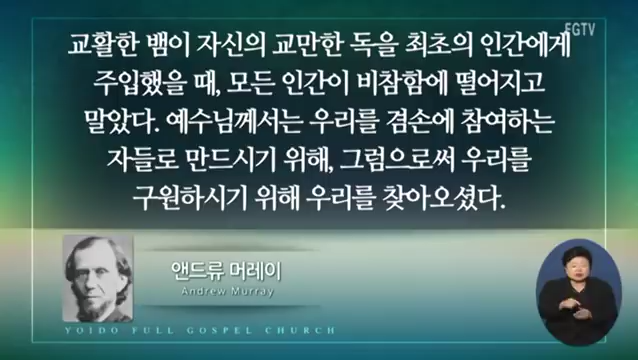 FGTV
교활한 뱀이 자신의 교만한 독을 최초의 인간에게
주입했을 때, 모든 인간이 비참함에 떨어지고
말았다. 예수님께서는 우리를 겸손에 참여하는
자들로 만드시기 위해, 그럼으로써 우리를
구원하시기 위해 우리를 찾아오셨다.
앤드류 머레이
Andrew Murray
YOIDO FULL GOSPEL CHURCH